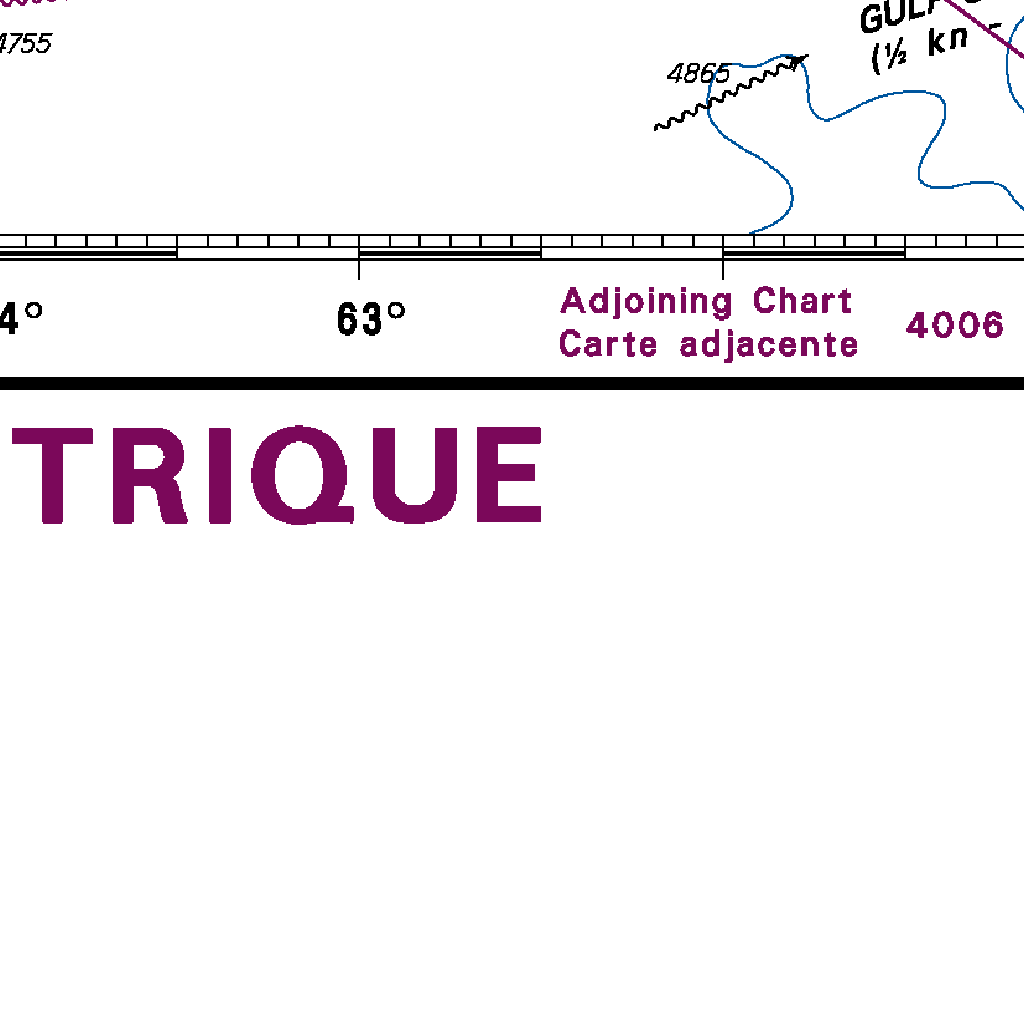 4755
4865
(½ kn -
4°
63°
Adjoining Chart
Carte adjacente
4006
TRIQUE